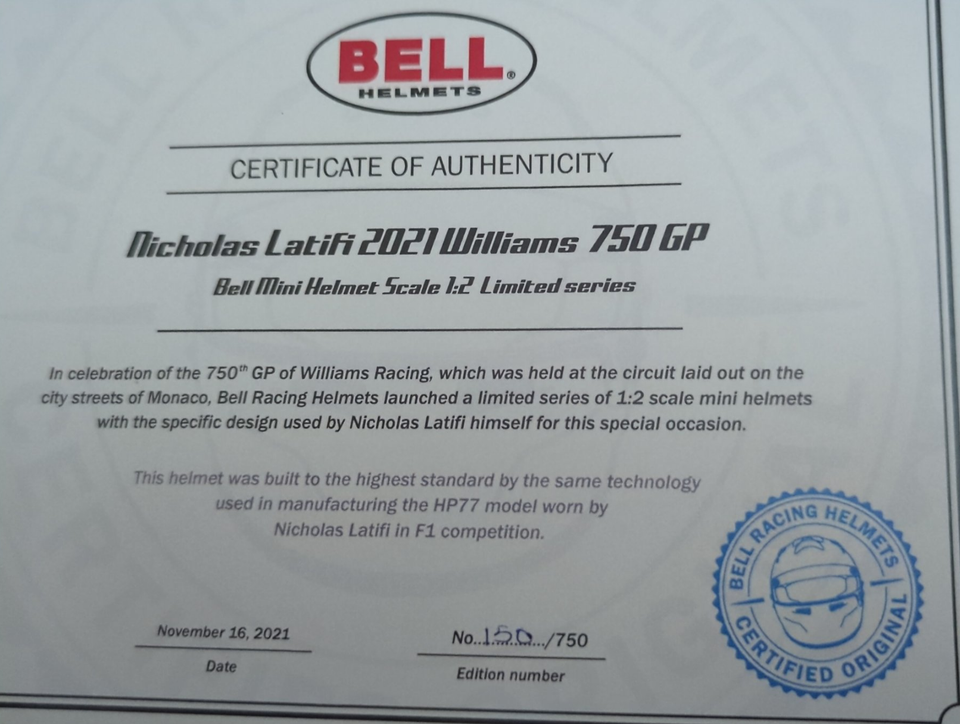 BELL®
HELMETS
CERTIFICATE OF AUTHENTICITY
Nicholas Latifi 2021 Williams 750 GP
Bell Mini Helmet Scale 1:2 Limited series
In celebration of the 750th GP of Williams Racing, which was held at the circuit laid out on the
city streets of Monaco, Bell Racing Helmets launched a limited series of 1:2 scale mini helmets
with the specific design used by Nicholas Latifi himself for this special occasion.
This helmet was built to the highest standard by the same technology
used in manufacturing the HP77 model worn by
Nicholas Latifi in F1 competition.
BELL RACING HELMETS
CERTIFIED ORIGINAL
November 16, 2021
Date
No..150.../750
Edition number